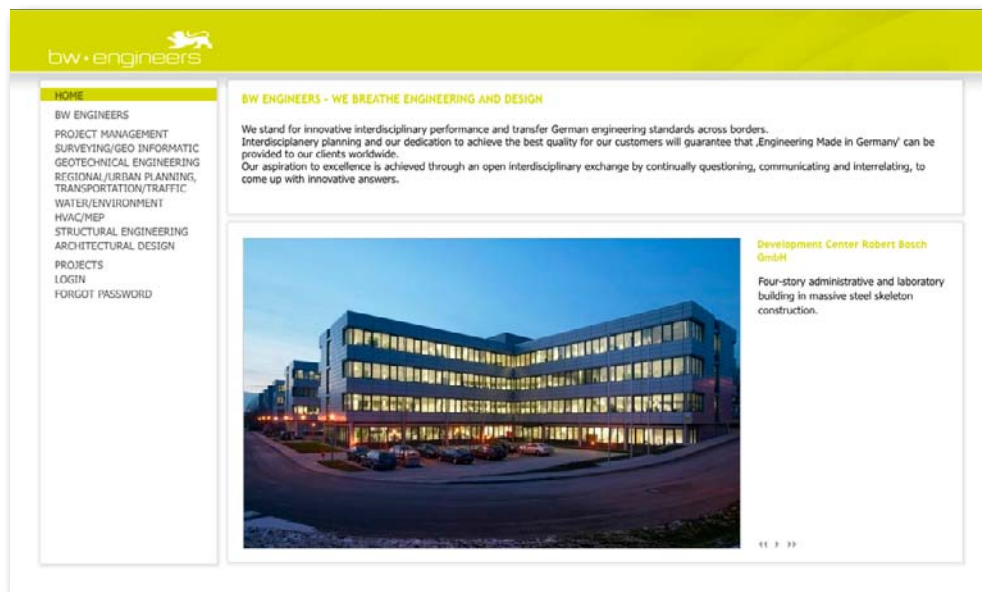 bw•engineers
HOME
BW ENGINEERS
PROJECT MANAGEMENT
SURVEYING/GEO INFORMATIC
GEOTECHNICAL ENGINEERING
REGIONAL/URBAN PLANNING,
TRANSPORTATION/TRAFFIC
WATER/ENVIRONMENT
HVAC/MEP
STRUCTURAL ENGINEERING
ARCHITECTURAL DESIGN
PROJECTS
LOGIN
FORGOT PASSWORD
BW ENGINEERS - WE BREATHE ENGINEERING AND DESIGN
We stand for innovative interdisciplinary performance and transfer German engineering standards across borders.
Interdisciplanery planning and our dedication to achieve the best quality for our customers will guarantee that ‚Engineering Made in Germany' can be
provided to our clients worldwide.
Our aspiration to excellence is achieved through an open interdisciplinary exchange by continually questioning, communicating and interrelating, to
come up with innovative answers.
Development Center Robert Bosch
GmbH
Four-story administrative and laboratory
building in massive steel skeleton
construction.